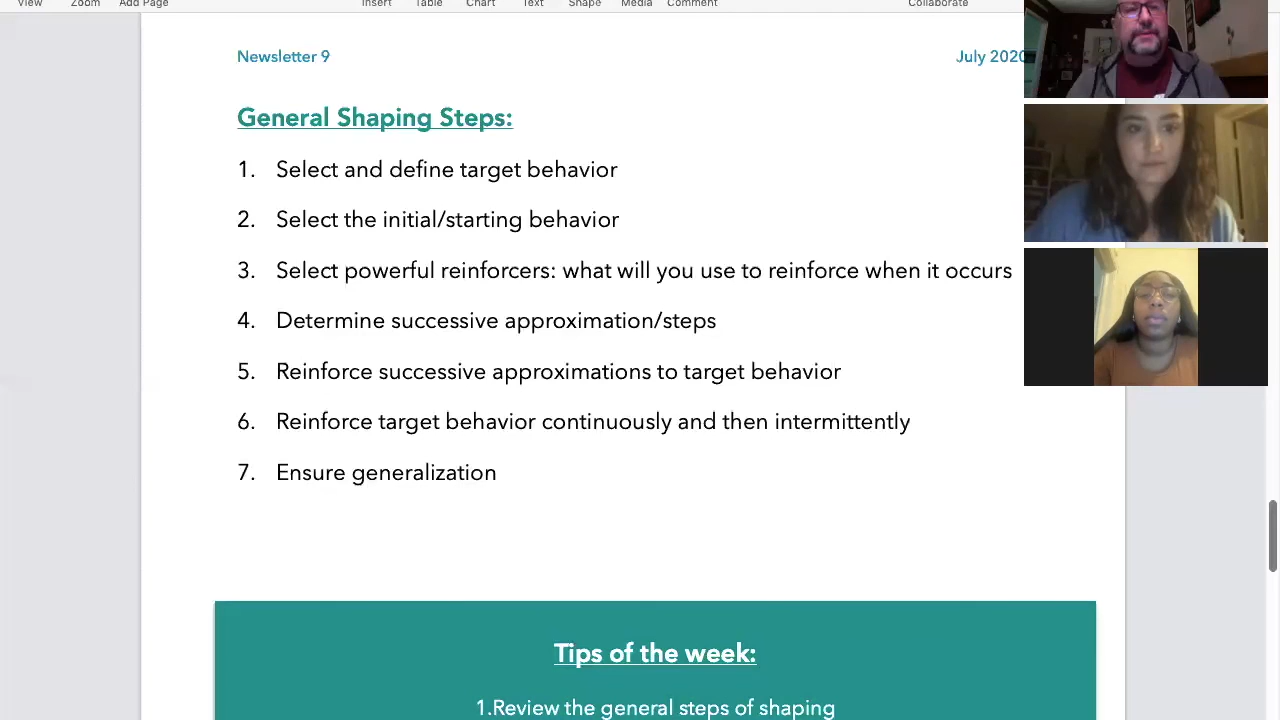 View Zoom Add Page Insert Table Chart Text Shape Media Comment Collaborate
Newsletter 9 July 2020
General Shaping Steps:
1. Select and define target behavior
2. Select the initial/starting behavior
3. Select powerful reinforcers: what will you use to reinforce when it occurs
4. Determine successive approximation/steps
5. Reinforce successive approximations to target behavior
6. Reinforce target behavior continuously and then intermittently
7. Ensure generalization
Tips of the week:
1.Review the general steps of shaping